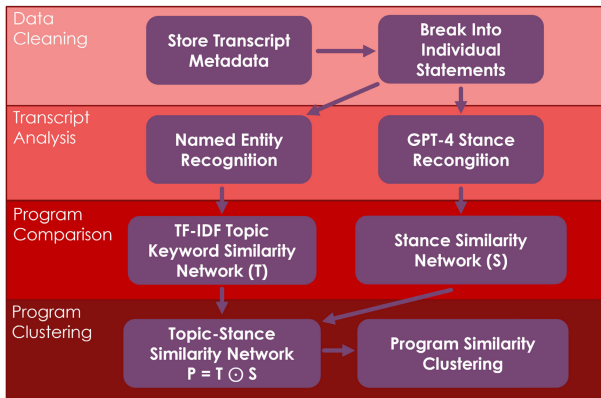 Data
Cleaning
Store Transcript
Metadata
Break Into
Individual
Statements
Transcript
Analysis
Named Entity
Recognition
GPT-4 Stance
Recongition
Program
Comparison
TF-IDF Topic
Keyword Similarity
Network (T)
Stance Similarity
Network (S)
Program
Clustering
Topic-Stance
Similarity Network
P = T ⊙ S
Program Similarity
Clustering